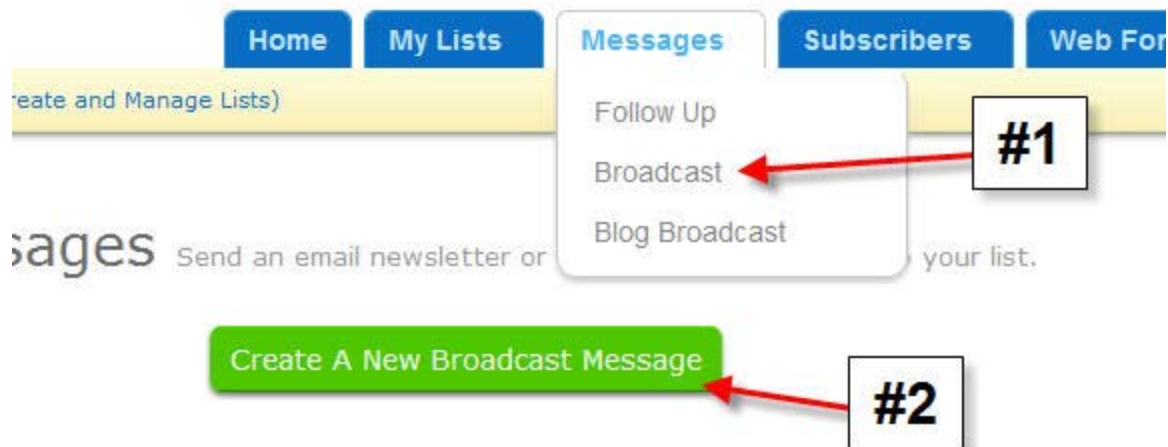 Home My Lists Messages Subscribers Web For
reate and Manage Lists)
Follow Up
#1
Broadcast
Blog Broadcast
sages Send an email newsletter or your list.
Create A New Broadcast Message
#2